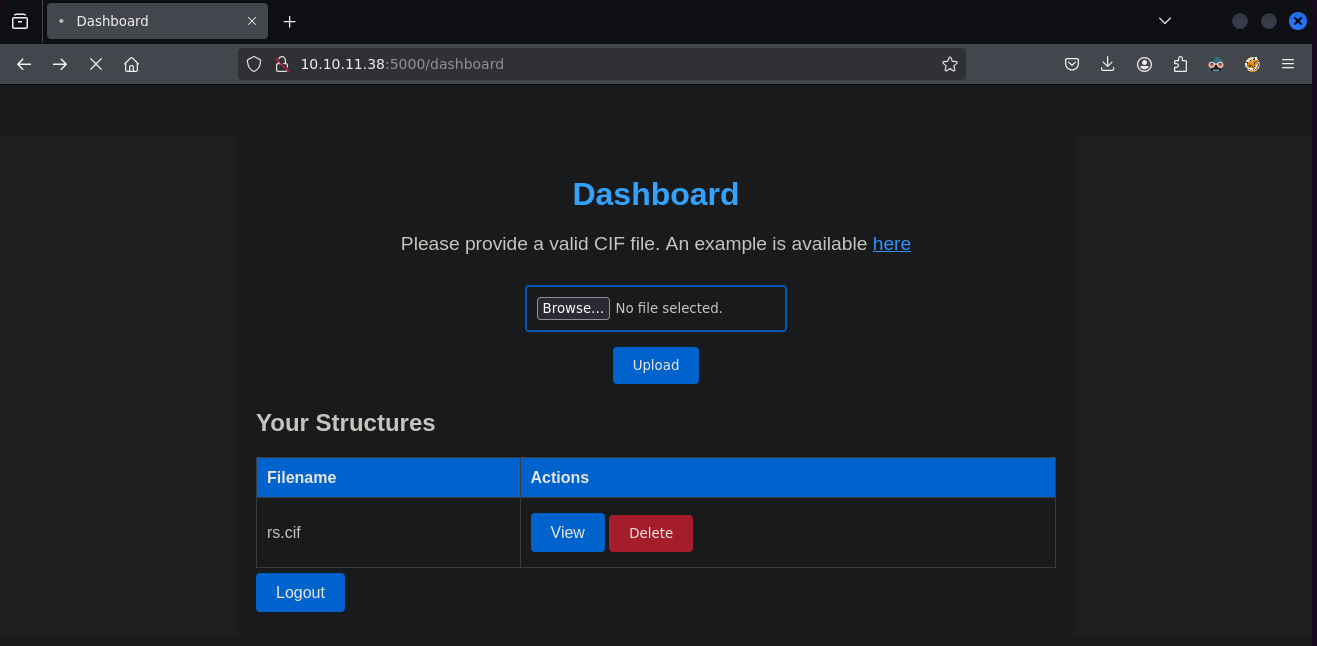 Dashboard
10.10.11.38:5000/dashboard
Dashboard
Please provide a valid CIF file. An example is available here
Browse... No file selected.
Upload
Your Structures
Filename Actions
rs.cif View Delete
Logout